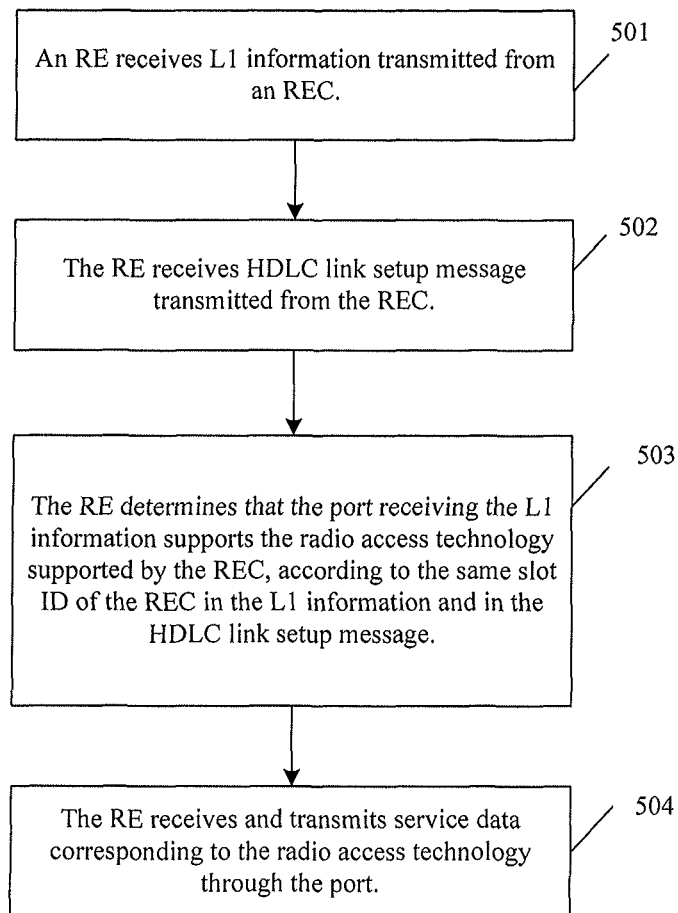 An RE receives L1 information transmitted from
an REC.
501
The RE receives HDLC link setup message
transmitted from the REC.
502
The RE determines that the port receiving the L1
information supports the radio access technology
supported by the REC, according to the same slot
ID of the REC in the L1 information and in the
HDLC link setup message.
503
The RE receives and transmits service data
corresponding to the radio access technology
through the port.
504